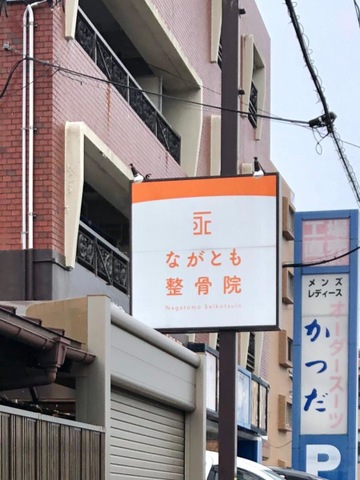 ながとも
整骨院
Nagatomo Seikotsuin
メンズ
レディース
オーダースーツ
かつだ
P